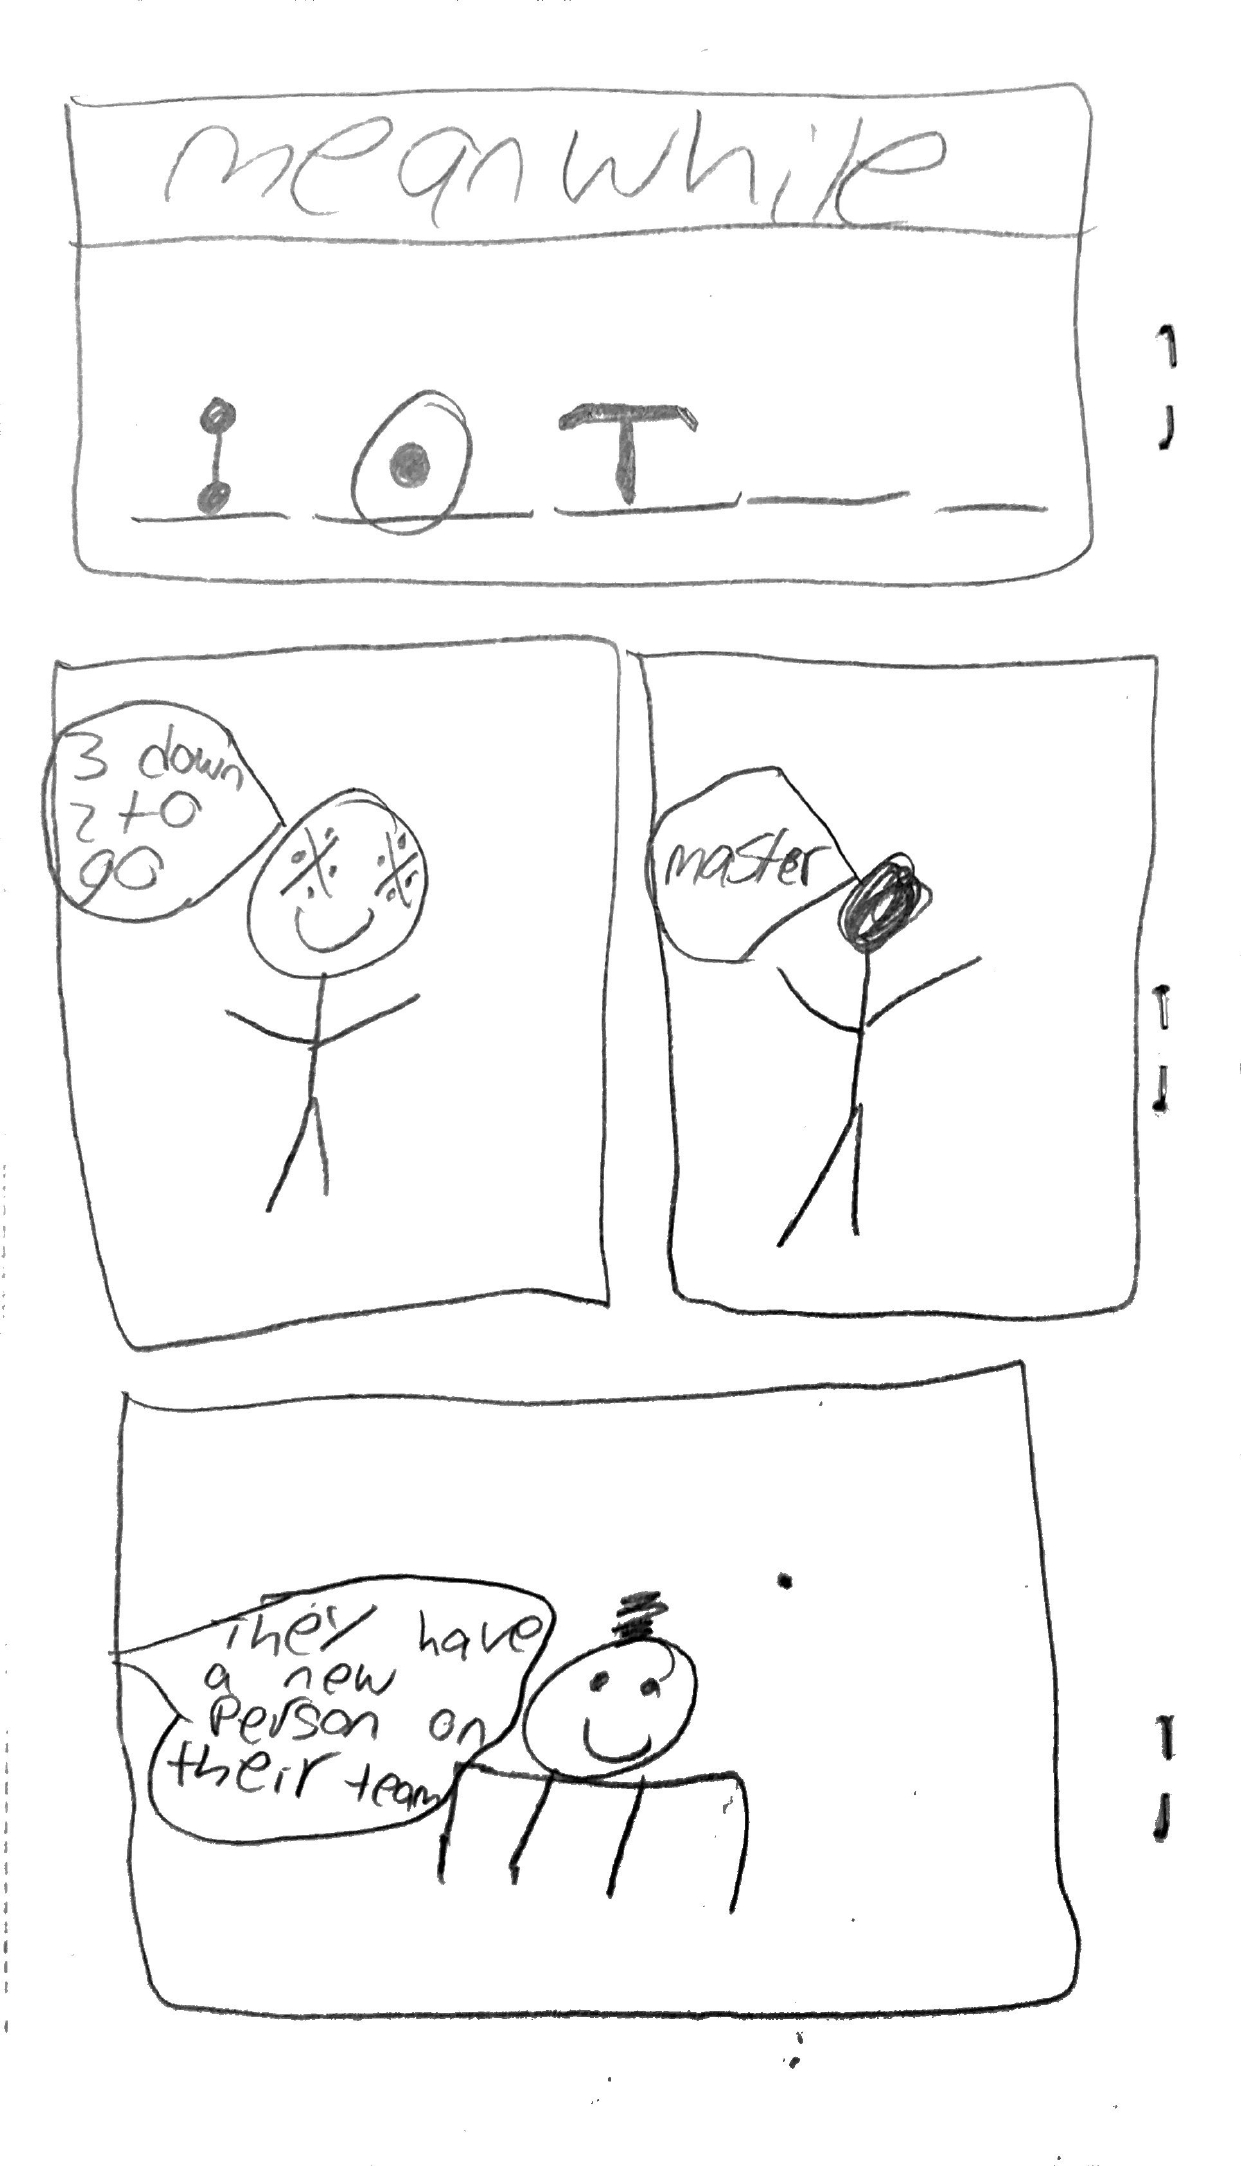 meanwhile
3 down
2 to
go
master
They have
a new
Person on
their team